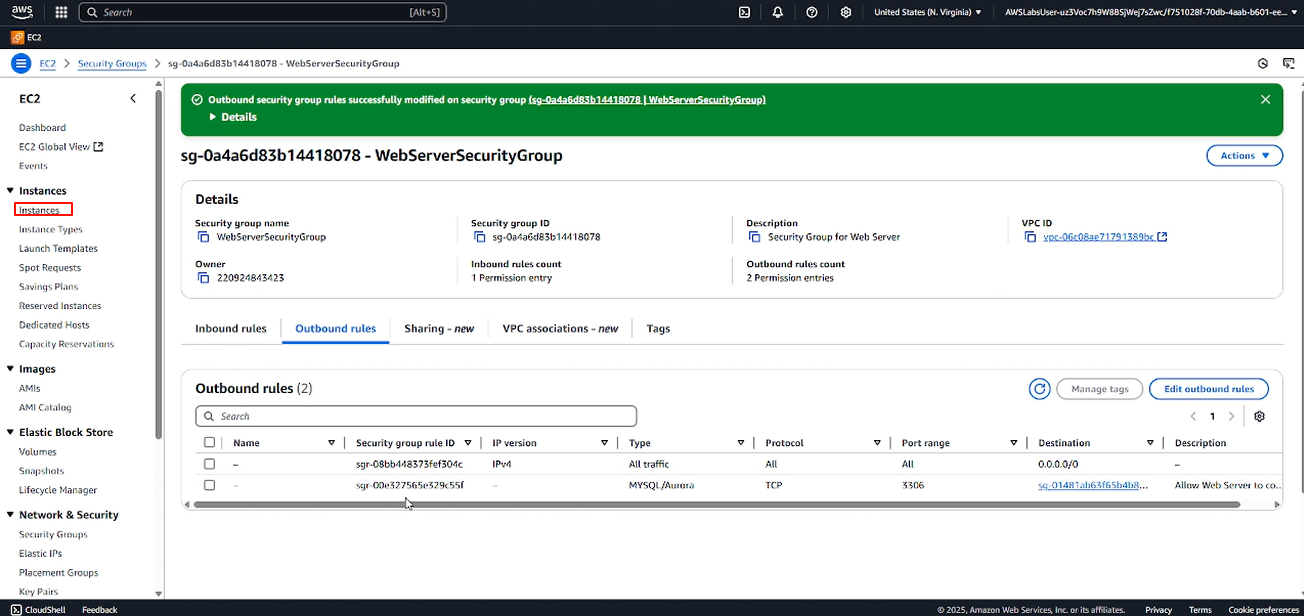 aws Search [Alt+S] United States (N. Virginia) AWSLabsUser-uz3Voc7h9W8BSjWej7sZwc/f751028f-70db-4aab-b601-ee...
EC2
EC2 Security Groups sg-0a4a6d83b14418078 - WebServerSecurityGroup
EC2
Dashboard
EC2 Global View
Events
Instances
Instances
Instance Types
Launch Templates
Spot Requests
Savings Plans
Reserved Instances
Dedicated Hosts
Capacity Reservations
Images
AMIs
AMI Catalog
Elastic Block Store
Volumes
Snapshots
Lifecycle Manager
Network & Security
Security Groups
Elastic IPs
Placement Groups
Key Pairs
Outbound security group rules successfully modified on security group (sg-0a4a6d83b14418078 | WebServerSecurityGroup)
Details
sg-0a4a6d83b14418078 - WebServerSecurityGroup
Actions
Details
Security group name
WebServerSecurityGroup
Security group ID
sg-0a4a6d83b14418078
Description
Security Group for Web Server
VPC ID
vpc-06c08ae71791389bc
Owner
220924843423
Inbound rules count
1 Permission entry
Outbound rules count
2 Permission entries
Inbound rules Outbound rules Sharing - new VPC associations - new Tags
Outbound rules (2)
Manage tags Edit outbound rules
Search
1
Name Security group rule ID IP version Type Protocol Port range Destination Description
– sgr-08bb448373fef304c IPv4 All traffic All All 0.0.0.0/0 –
– sgr-00e327565e329c55f – MYSQL/Aurora TCP 3306 sg-01481ab63f65b4b8... Allow Web Server to co...
CloudShell Feedback © 2025, Amazon Web Services, Inc. or its affiliates. Privacy Terms Cookie preferences